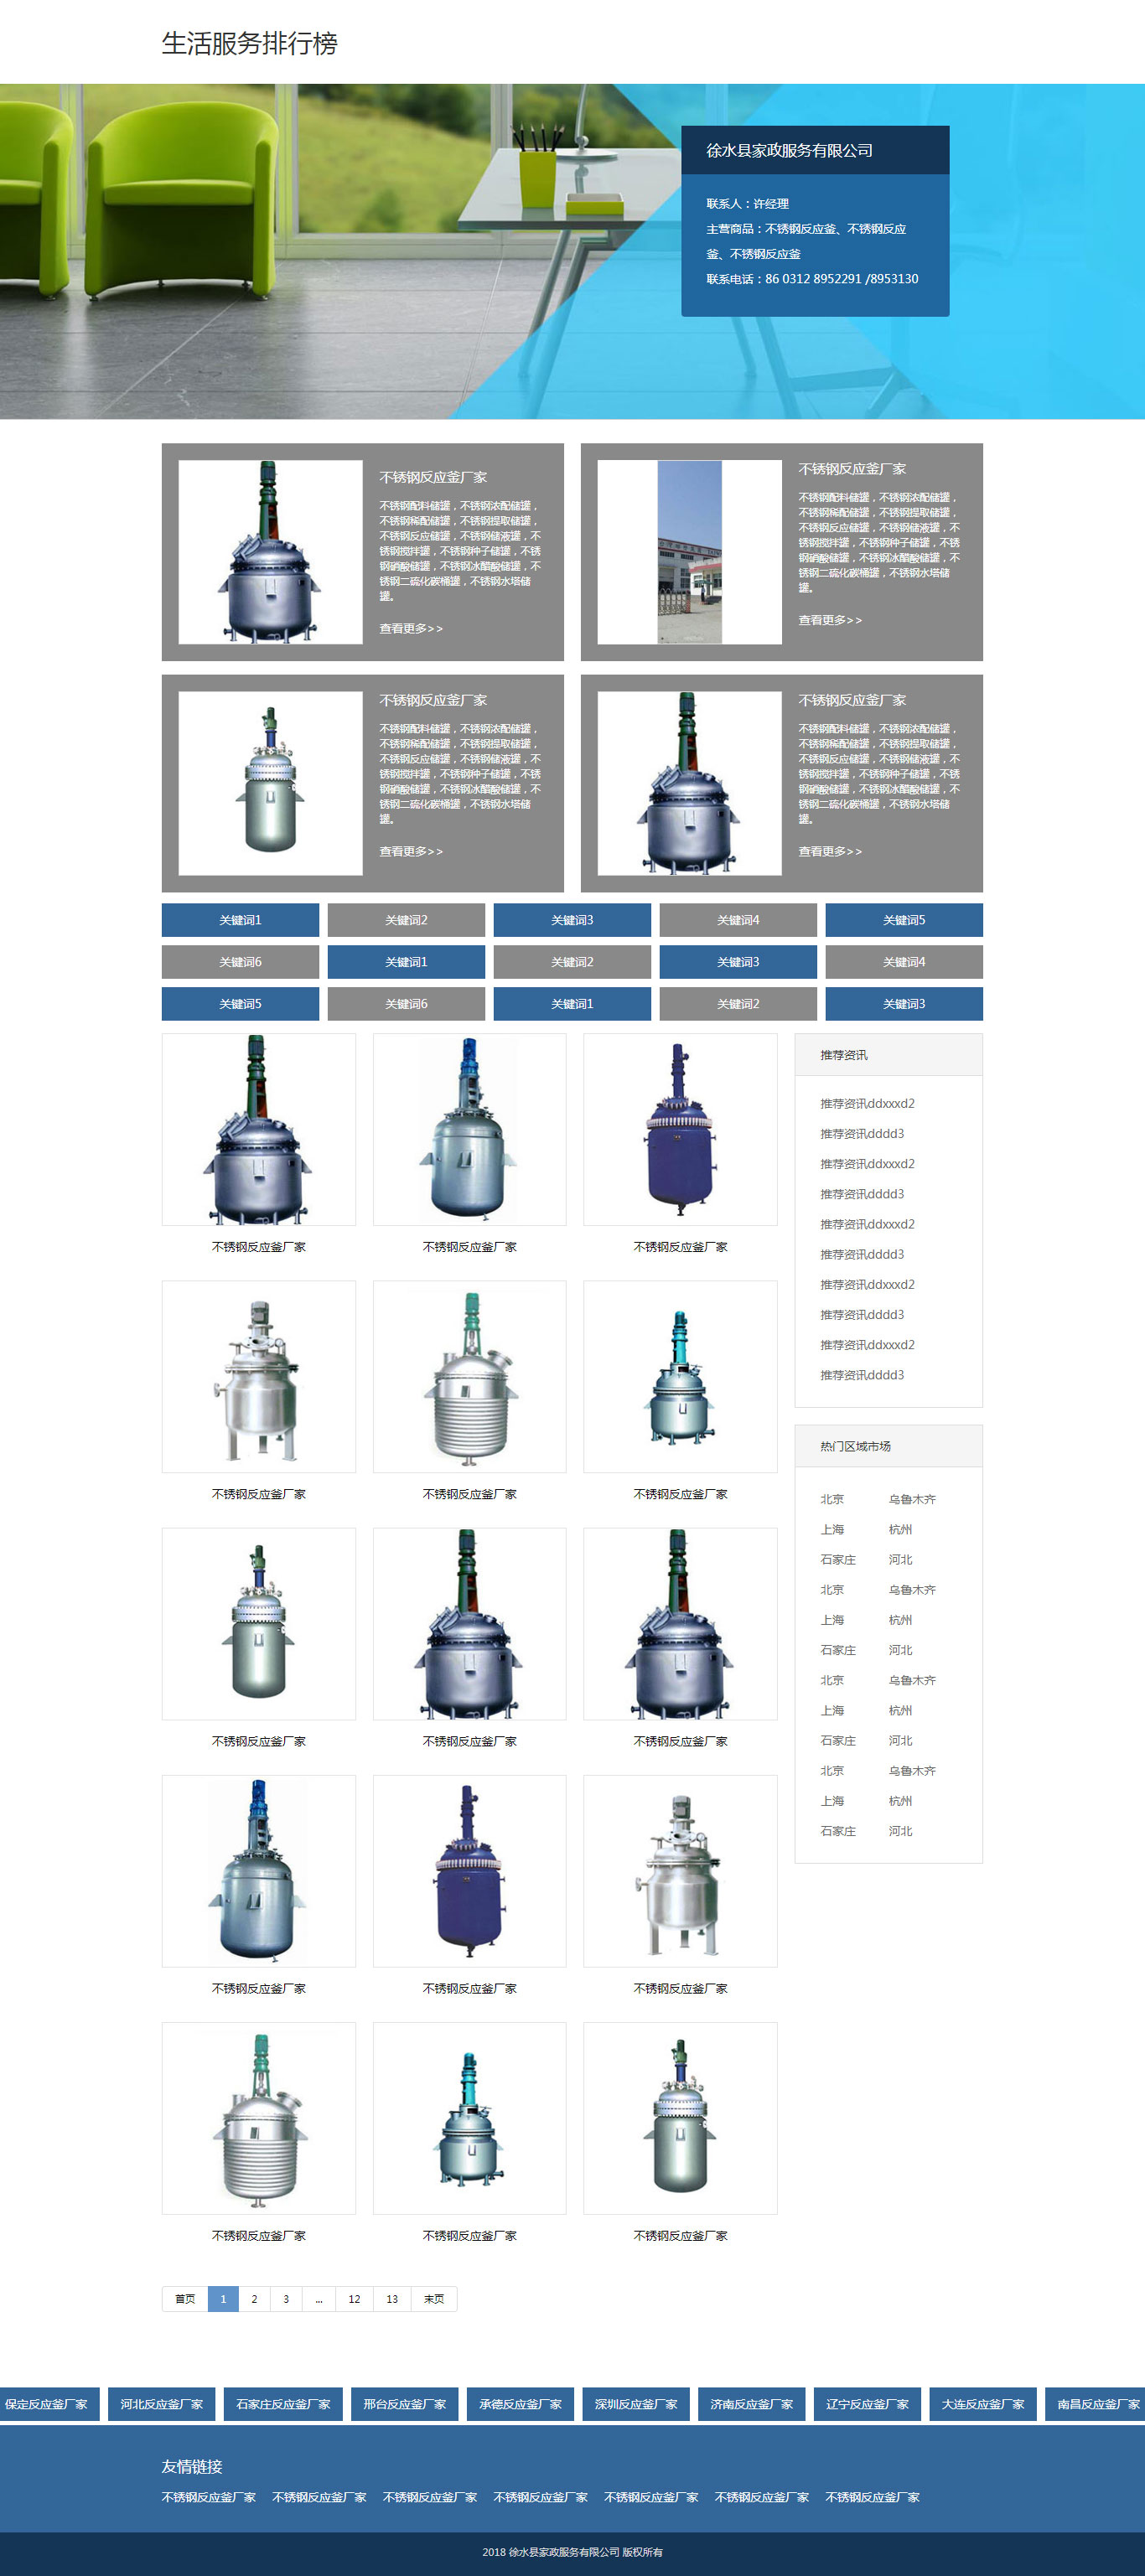 生活服务排行榜
徐水县家政服务有限公司
联系人：许经理
主营商品：不锈钢反应釜、不锈钢反应
釜、不锈钢反应釜
联系电话：86 0312 8952291 /8953130
不锈钢反应釜厂家
不锈钢配料储罐，不锈钢浓配储罐，
不锈钢稀配储罐，不锈钢提取储罐，
不锈钢反应储罐，不锈钢储液罐，不
锈钢搅拌罐，不锈钢种子储罐，不锈
钢硝酸储罐，不锈钢冰醋酸储罐，不
锈钢二硫化碳桶罐，不锈钢水塔储
罐。
查看更多>>
不锈钢反应釜厂家
不锈钢配料储罐，不锈钢浓配储罐，
不锈钢稀配储罐，不锈钢提取储罐，
不锈钢反应储罐，不锈钢储液罐，不
锈钢搅拌罐，不锈钢种子储罐，不锈
钢硝酸储罐，不锈钢冰醋酸储罐，不
锈钢二硫化碳桶罐，不锈钢水塔储
罐。
查看更多>>
不锈钢反应釜厂家
不锈钢配料储罐，不锈钢浓配储罐，
不锈钢稀配储罐，不锈钢提取储罐，
不锈钢反应储罐，不锈钢储液罐，不
锈钢搅拌罐，不锈钢种子储罐，不锈
钢硝酸储罐，不锈钢冰醋酸储罐，不
锈钢二硫化碳桶罐，不锈钢水塔储
罐。
查看更多>>
不锈钢反应釜厂家
不锈钢配料储罐，不锈钢浓配储罐，
不锈钢稀配储罐，不锈钢提取储罐，
不锈钢反应储罐，不锈钢储液罐，不
锈钢搅拌罐，不锈钢种子储罐，不锈
钢硝酸储罐，不锈钢冰醋酸储罐，不
锈钢二硫化碳桶罐，不锈钢水塔储
罐。
查看更多>>
关键词1 关键词2 关键词3 关键词4 关键词5
关键词6 关键词1 关键词2 关键词3 关键词4
关键词5 关键词6 关键词1 关键词2 关键词3
不锈钢反应釜厂家 不锈钢反应釜厂家 不锈钢反应釜厂家
不锈钢反应釜厂家 不锈钢反应釜厂家 不锈钢反应釜厂家
不锈钢反应釜厂家 不锈钢反应釜厂家 不锈钢反应釜厂家
不锈钢反应釜厂家 不锈钢反应釜厂家 不锈钢反应釜厂家
不锈钢反应釜厂家 不锈钢反应釜厂家 不锈钢反应釜厂家
首页 1 2 3 ... 12 13 末页
推荐资讯
推荐资讯ddxxxd2
推荐资讯dddd3
推荐资讯ddxxxd2
推荐资讯dddd3
推荐资讯ddxxxd2
推荐资讯dddd3
推荐资讯ddxxxd2
推荐资讯dddd3
推荐资讯ddxxxd2
推荐资讯dddd3
热门区域市场
北京 乌鲁木齐
上海 杭州
石家庄 河北
北京 乌鲁木齐
上海 杭州
石家庄 河北
北京 乌鲁木齐
上海 杭州
石家庄 河北
北京 乌鲁木齐
上海 杭州
石家庄 河北
保定反应釜厂家 河北反应釜厂家 石家庄反应釜厂家 邢台反应釜厂家 承德反应釜厂家 深圳反应釜厂家 济南反应釜厂家 辽宁反应釜厂家 大连反应釜厂家 南昌反应釜厂家
友情链接
不锈钢反应釜厂家 不锈钢反应釜厂家 不锈钢反应釜厂家 不锈钢反应釜厂家 不锈钢反应釜厂家 不锈钢反应釜厂家 不锈钢反应釜厂家
2018 徐水县家政服务有限公司 版权所有